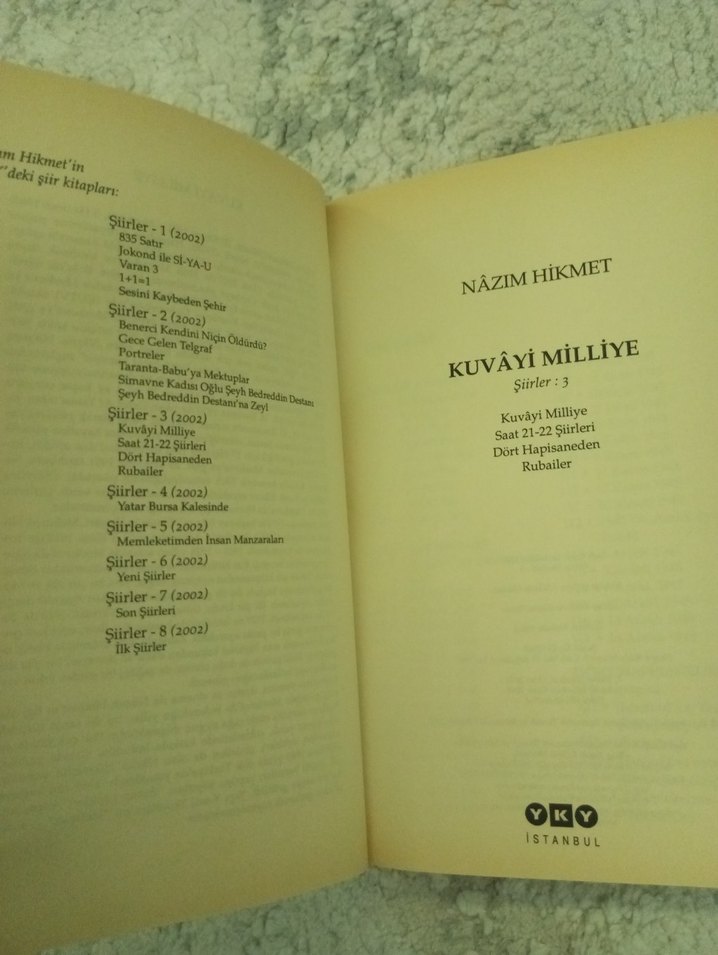 Hikmet'in
'deki şiir kitapları:
Şiirler - 1 (2002)
835 Satır
Jokond ile Sİ-YA-U
Varan 3
1+1=1
Sesini Kaybeden Şehir
Şiirler - 2 (2002)
Benerci Kendini Niçin Öldürdü?
Gece Gelen Telgraf
Portreler
Taranta-Babu'ya Mektuplar
Simavne Kadısı Oğlu Şeyh Bedreddin Destanı
Şeyh Bedreddin Destanı'na Zeyl
Şiirler - 3 (2002)
Kuvâyi Milliye
Saat 21-22 Şiirleri
Dört Hapisaneden
Rubailer
Şiirler - 4 (2002)
Yatar Bursa Kalesinde
Şiirler - 5 (2002)
Memleketimden İnsan Manzaraları
Şiirler - 6 (2002)
Yeni Şiirler
Şiirler - 7 (2002)
Son Şiirleri
Şiirler - 8 (2002)
İlk Şiirler
NÂZIM HİKMET
KUVÂYİ MİLLİYE
Şiirler : 3
Kuvâyi Milliye
Saat 21-22 Şiirleri
Dört Hapisaneden
Rubailer
YKY
İSTANBUL